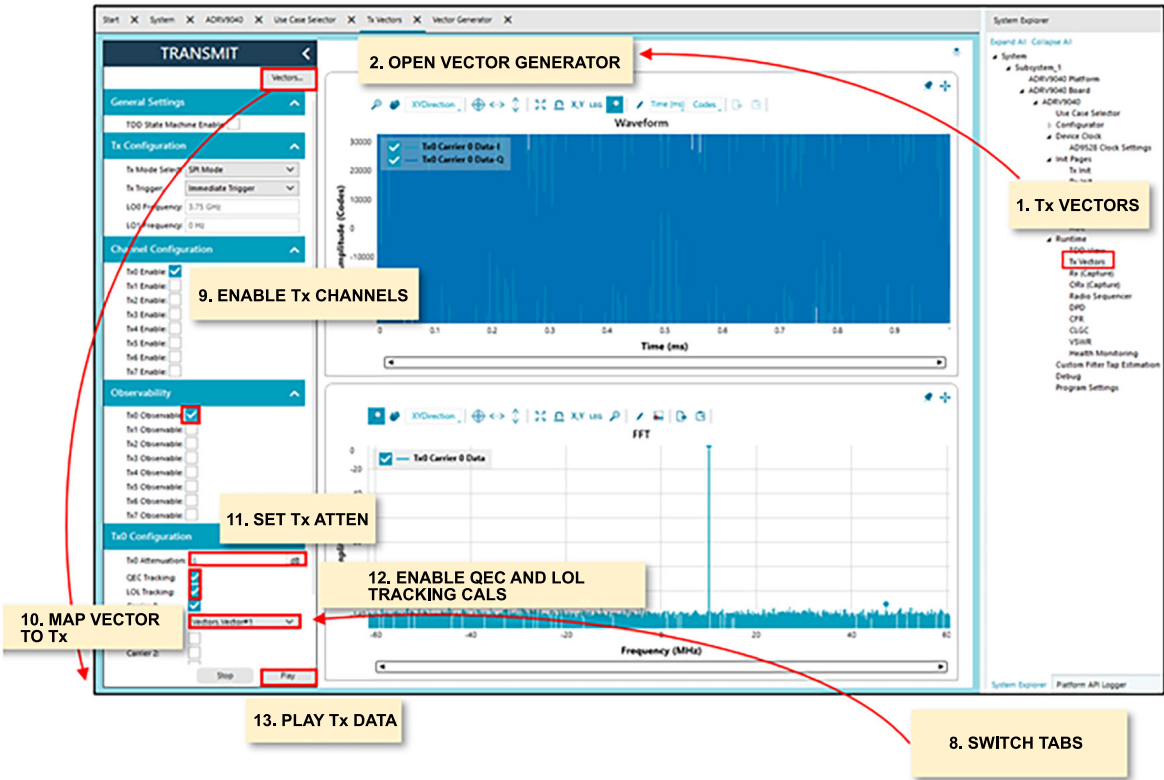 Start X System X ADRV9040 X Use Case Selector X Tx Vectors X Vector Generator X
TRANSMIT
Vectors...
General Settings
TDD State Machine Enable:
Tx Configuration
Tx Mode Select: SPI Mode
Tx Trigger: Immediate Trigger
LO0 Frequency: 3.75 GHz
LO1 Frequency: 0 Hz
Channel Configuration
Tx0 Enable:
Tx1 Enable:
Tx2 Enable:
Tx3 Enable:
Tx4 Enable:
Tx5 Enable:
Tx6 Enable:
Tx7 Enable:
Observability
Tx0 Observable:
Tx1 Observable:
Tx2 Observable:
Tx3 Observable:
Tx4 Observable:
Tx5 Observable:
Tx6 Observable:
Tx7 Observable:
Tx0 Configuration
Tx0 Attenuation: dB
QEC Tracking:
LOL Tracking:
Vectors.Vector#1
Carrier 2:
Stop Play
2. OPEN VECTOR GENERATOR
XYDirection X,Y LEG Time (ms) Codes
Waveform
Tx0 Carrier 0 Data-I
Tx0 Carrier 0 Data-Q
30000
20000
10000
0
-10000
(Codes)
0 0.1 0.2 0.3 0.4 0.5 0.6 0.7 0.8 0.9
Time (ms)
9. ENABLE Tx CHANNELS
XYDirection X,Y LEG
FFT
Tx0 Carrier 0 Data
0
-20
-60 -40 -20 0 20 40 60
Frequency (MHz)
11. SET Tx ATTEN
12. ENABLE QEC AND LOL
TRACKING CALS
10. MAP VECTOR
TO Tx
13. PLAY Tx DATA
8. SWITCH TABS
System Explorer
Expand All Collapse All
System
Subsystem_1
ADRV9040 Platform
ADRV9040 Board
ADRV9040
Use Case Selector
Configurator
Device Clock
AD9528 Clock Settings
Init Pages
Tx Init
1. Tx VECTORS
Runtime
TDD View
Tx Vectors
Rx (Capture)
ORx (Capture)
Radio Sequencer
DPD
CFR
CLGC
VSWR
Health Monitoring
Custom Filter Tap Estimation
Debug
Program Settings
System Explorer Platform API Logger